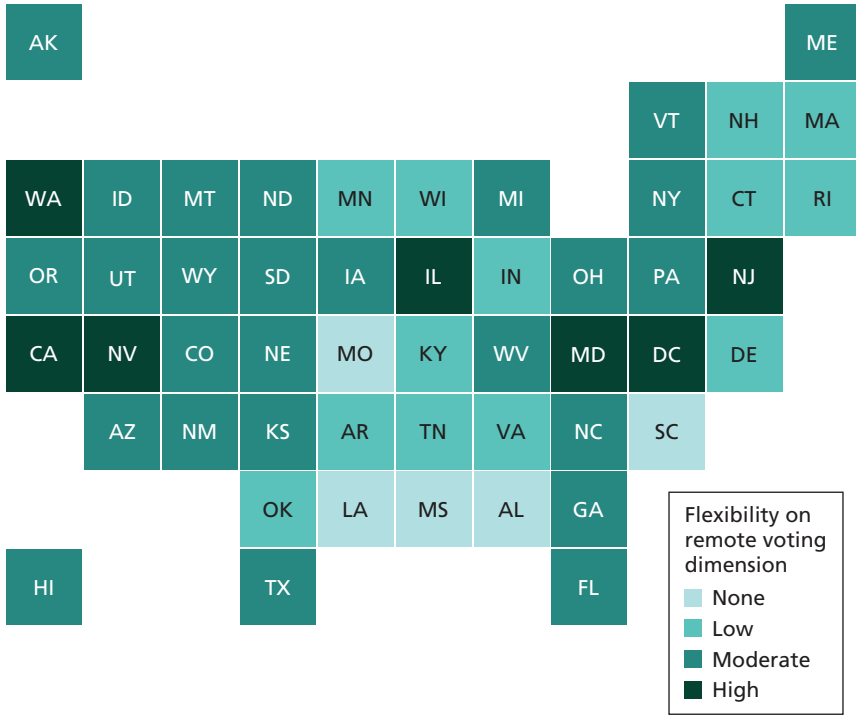 AK ME
VT NH MA
WA ID MT ND MN WI MI NY CT RI
OR UT WY SD IA IL IN OH PA NJ
CA NV CO NE MO KY WV MD DC DE
AZ NM KS AR TN VA NC SC
OK LA MS AL GA
HI TX FL
Flexibility on
remote voting
dimension
None
Low
Moderate
High